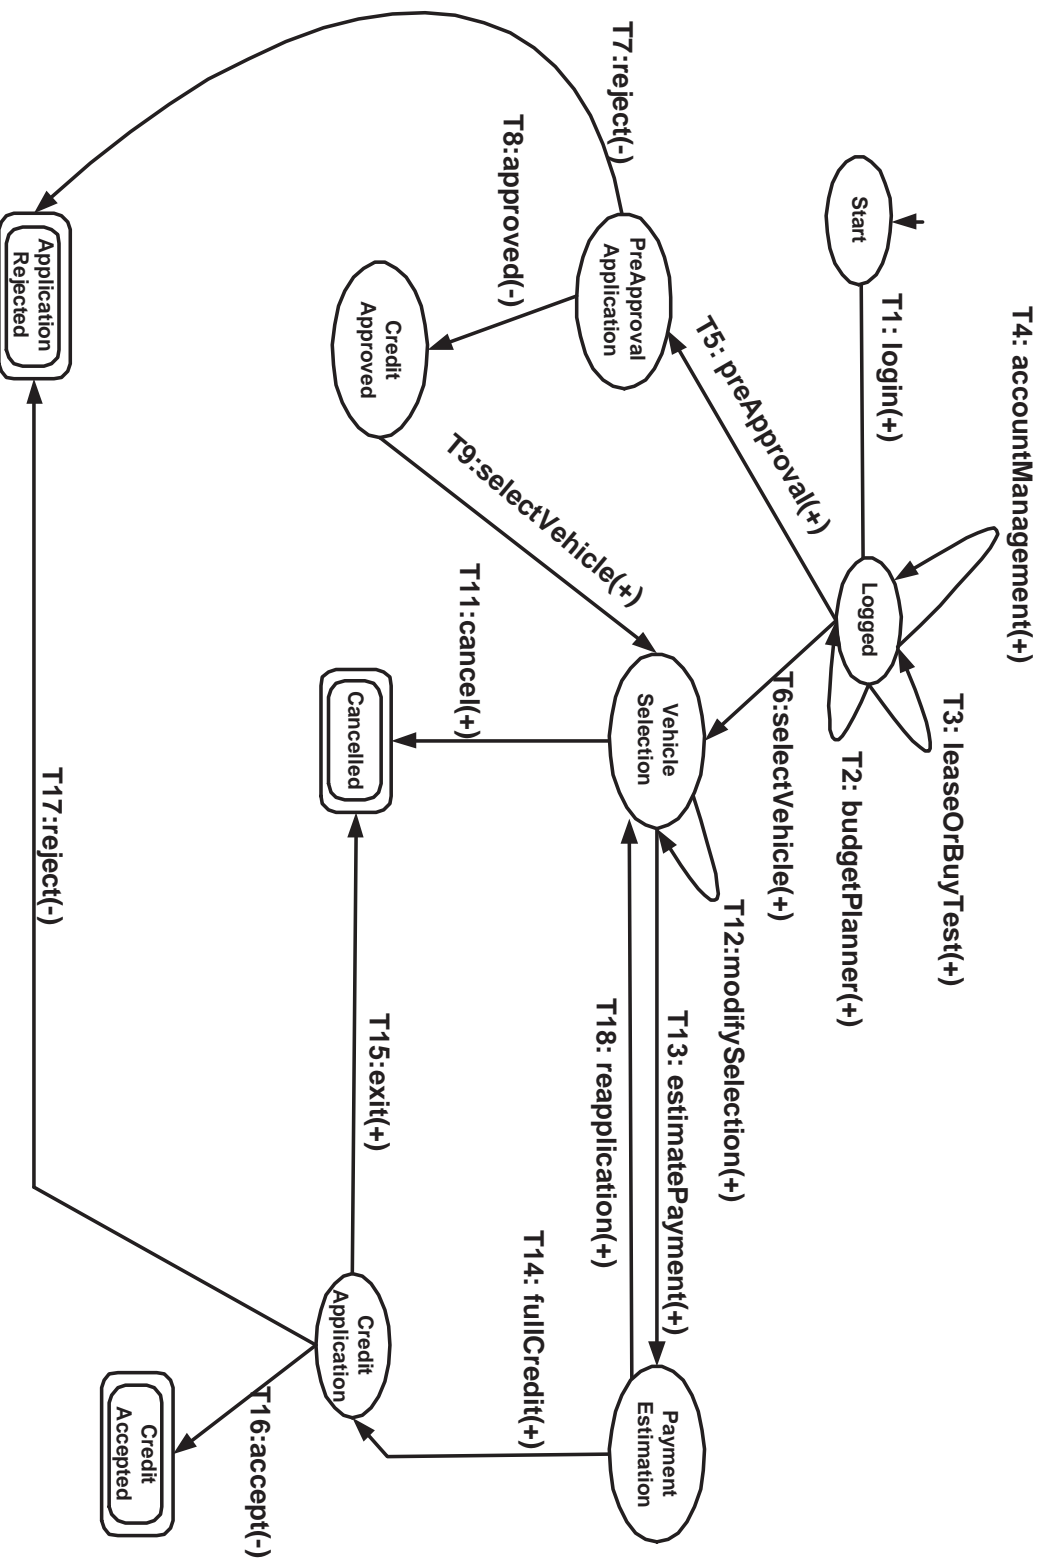 T4: accountManagement(+)
T3: leaseOrBuyTest(+)
T1: login(+)
Start
Logged
T2: budgetPlanner(+)
T5: preApproval(+)
T6:selectVehicle(+)
T7:reject(-)
PreApproval
Application
T12:modifySelection(+)
Vehicle
Selection
T13: estimatePayment(+)
Payment
Estimation
T18: reapplication(+)
T8:approved(-)
T9:selectVehicle(+)
Credit
Approved
T11:cancel(+)
T14: fullCredit(+)
Cancelled
T15:exit(+)
Credit
Application
Application
Rejected
T17:reject(-)
T16:accept(-)
Credit
Accepted